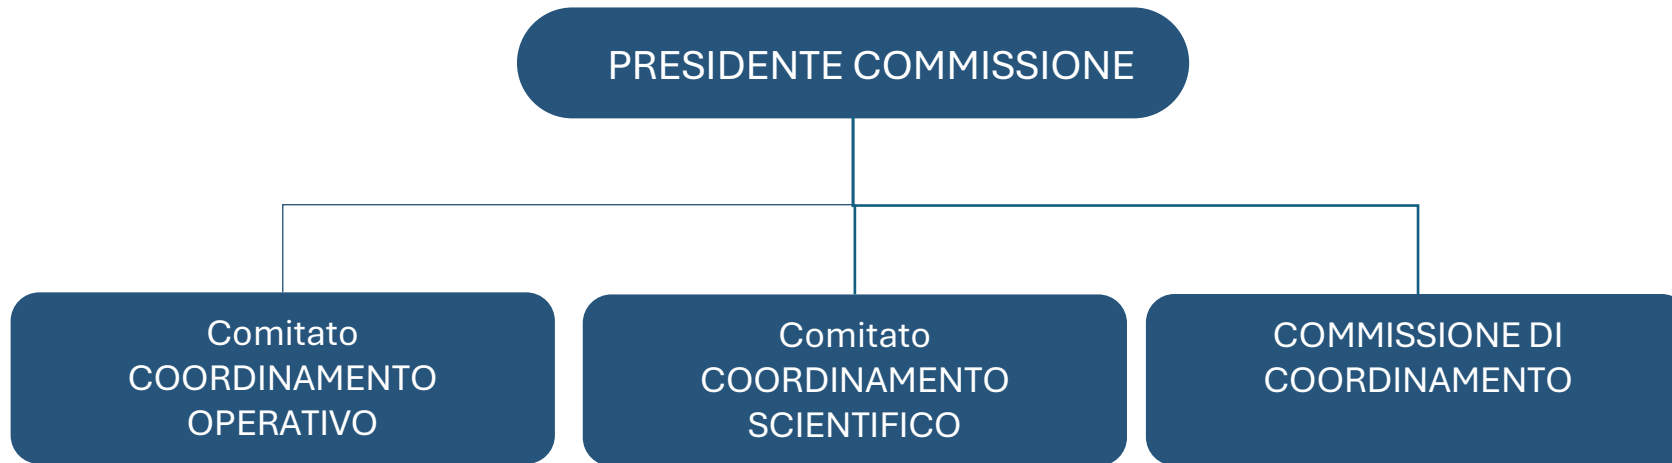 PRESIDENTE COMMISSIONE
Comitato
COORDINAMENTO
OPERATIVO
Comitato
COORDINAMENTO
SCIENTIFICO
COMMISSIONE DI
COORDINAMENTO